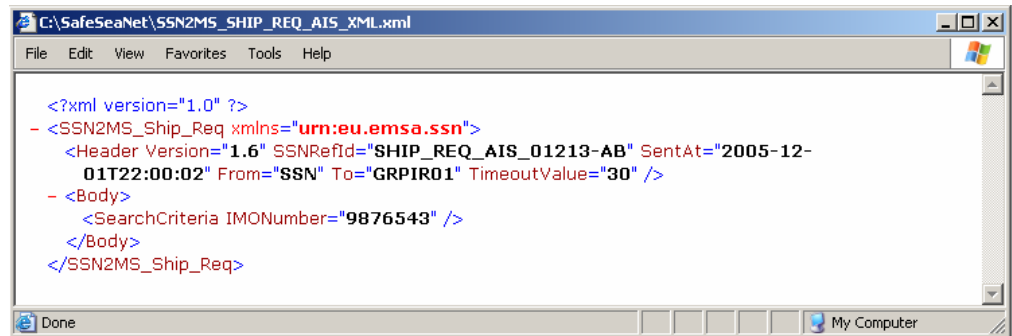 C:\SafeSeaNet\SSN2MS_SHIP_REQ_AIS_XML.xml
File Edit View Favorites Tools Help
<?xml version="1.0" ?>
- <SSN2MS_Ship_Req xmlns="urn:eu.emsa.ssn">
<Header Version="1.6" SSNRefId="SHIP_REQ_AIS_01213-AB" SentAt="2005-12-
01T22:00:02" From="SSN" To="GRPIR01" TimeoutValue="30" />
- <Body>
<SearchCriteria IMONumber="9876543" />
</Body>
</SSN2MS_Ship_Req>
Done My Computer